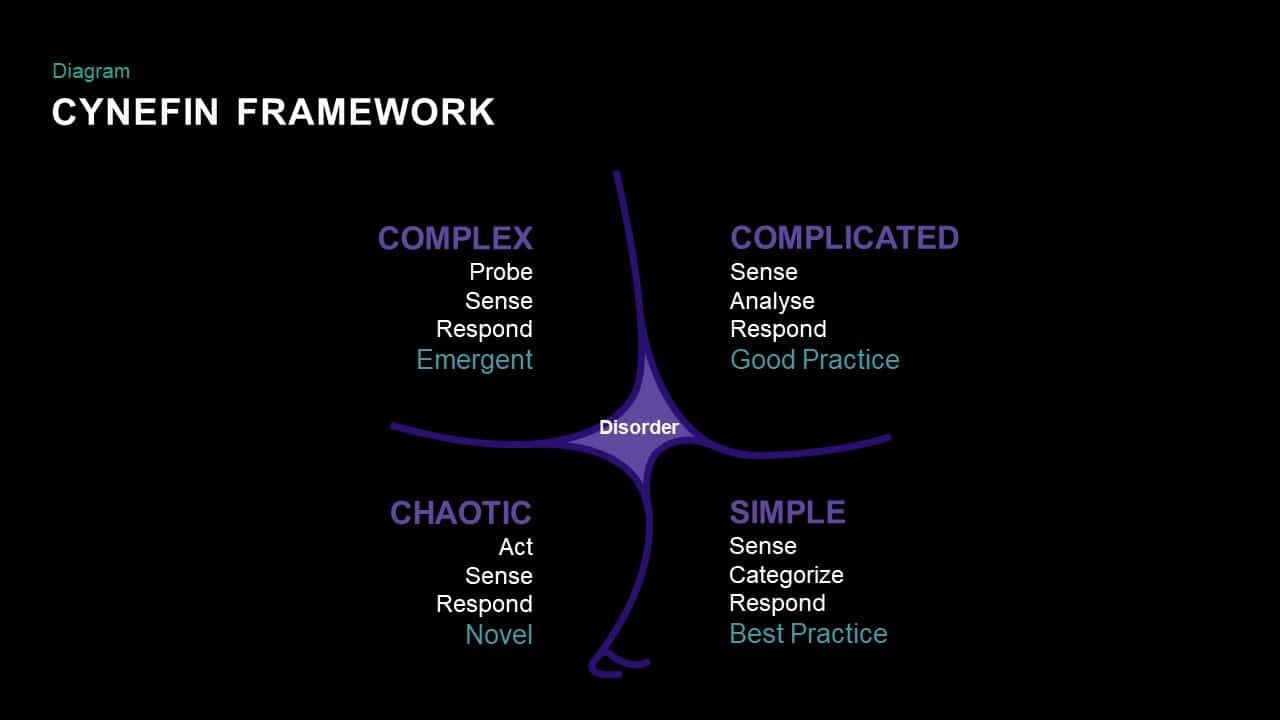 Diagram
CYNEFIN FRAMEWORK
COMPLEX
Probe
Sense
Respond
Emergent
COMPLICATED
Sense
Analyse
Respond
Good Practice
Disorder
CHAOTIC
Act
Sense
Respond
Novel
SIMPLE
Sense
Categorize
Respond
Best Practice